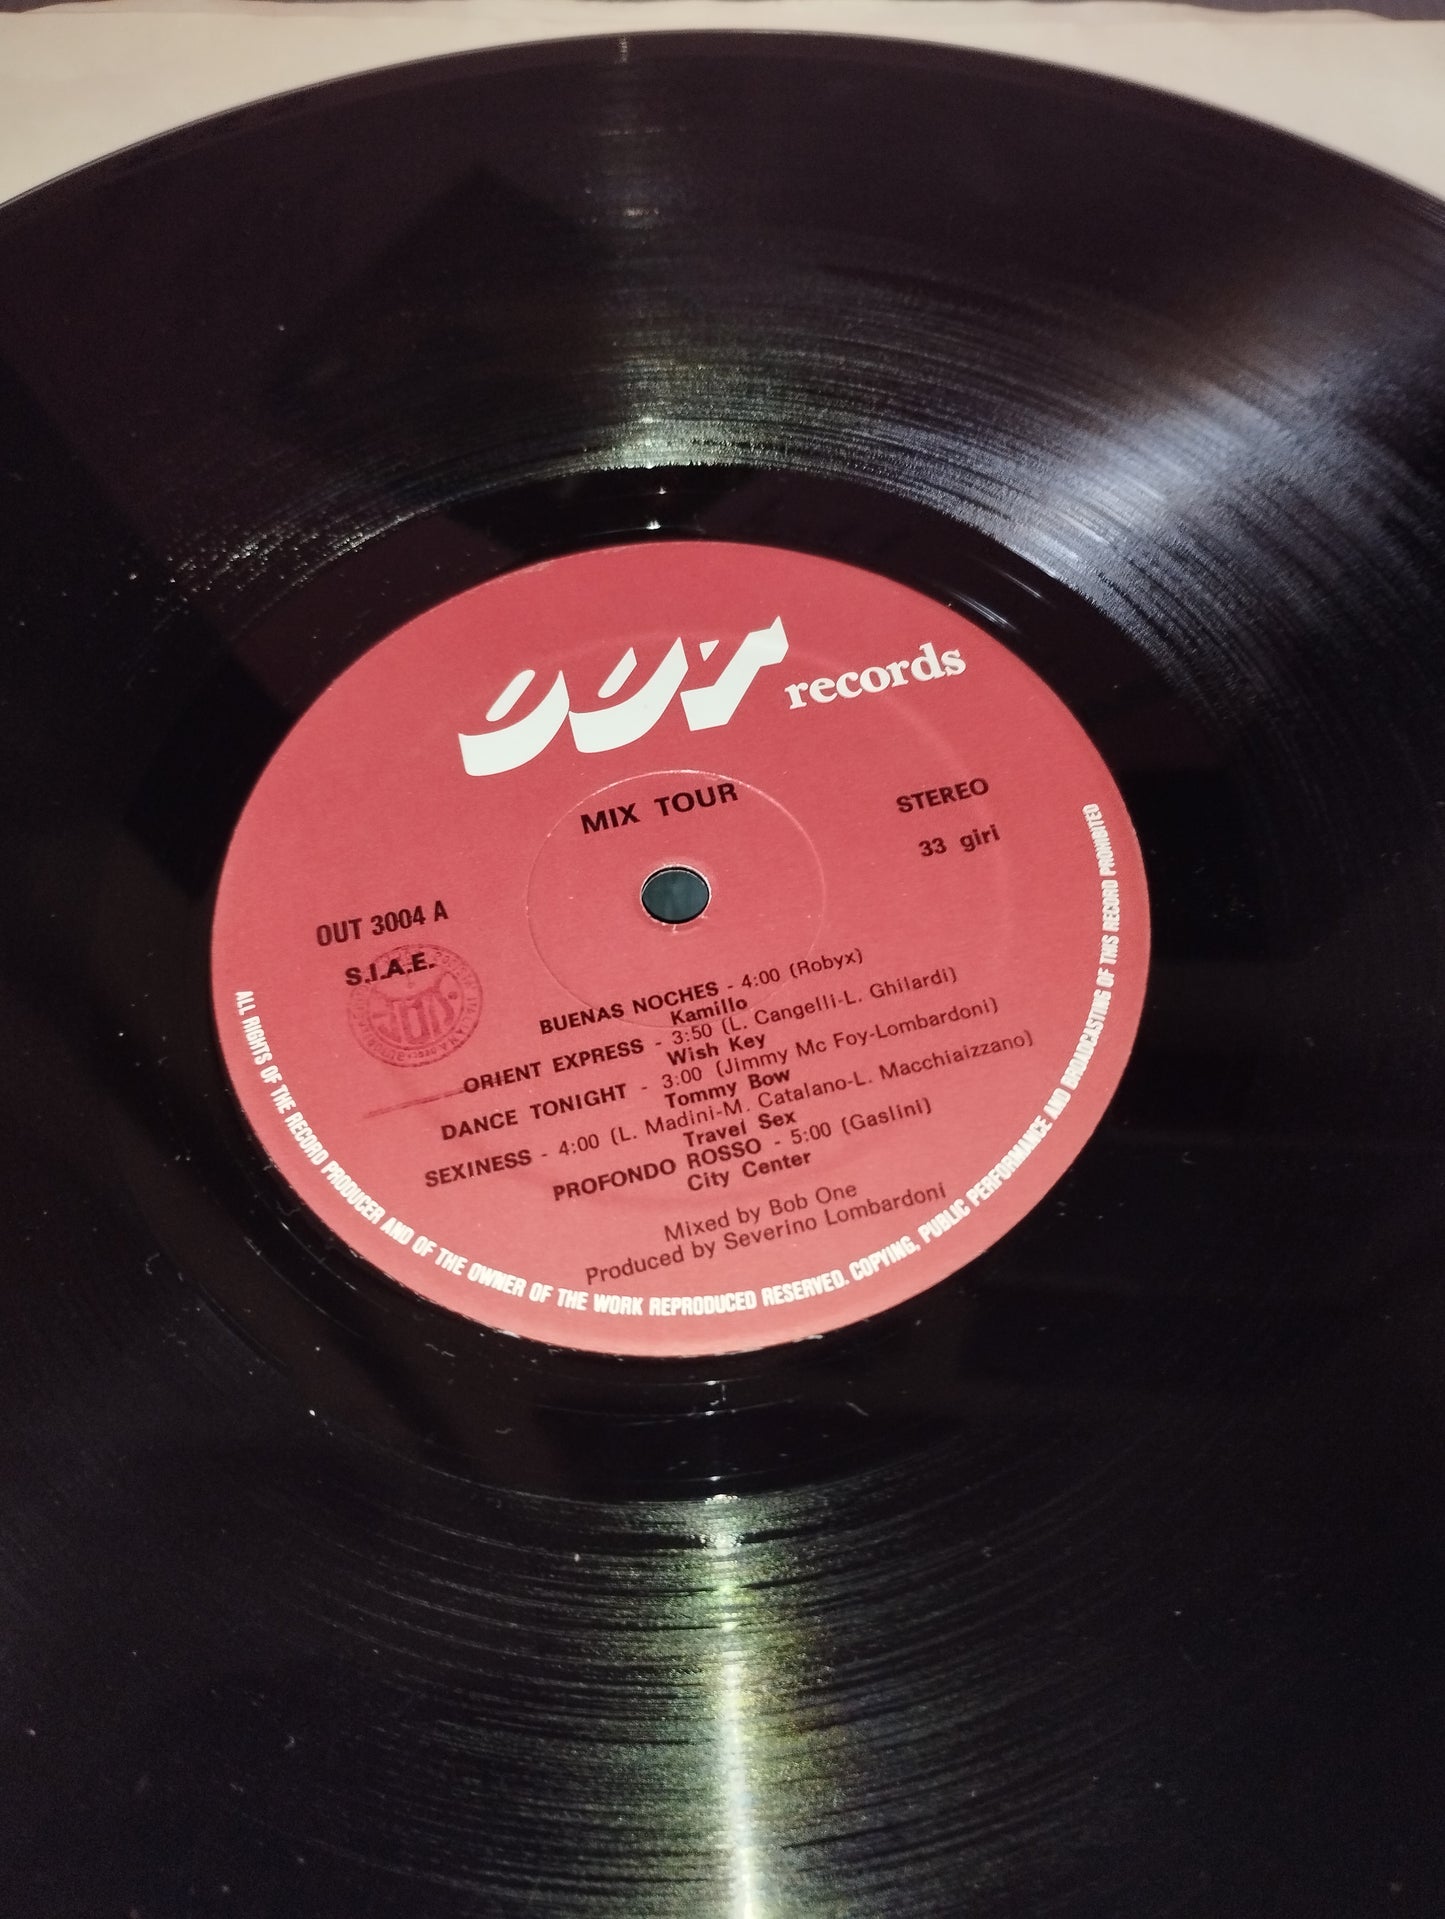 OUT records
MIX TOUR
STEREO
33 giri
OUT 3004 A
S.I.A.E.
BUENAS NOCHES - 4:00 (Robyx)
Kamillo
ORIENT EXPRESS - 3:50 (L. Cangelli-L. Ghilardi)
Wish Key
DANCE TONIGHT - 3:00 (Jimmy Mc Foy-Lombardoni)
Tommy Bow
SEXINESS - 4:00 (L. Madini-M. Catalano-L. Macchiaizzano)
Travel Sex
PROFONDO ROSSO - 5:00 (Gaslini)
City Center
Mixed by Bob One
Produced by Severino Lombardoni
ALL RIGHTS OF THE RECORD PRODUCER AND OF THE OWNER OF THE WORK REPRODUCED RESERVED. COPYING, PUBLIC PERFORMANCE AND BROADCASTING OF THIS RECORD PROHIBITED